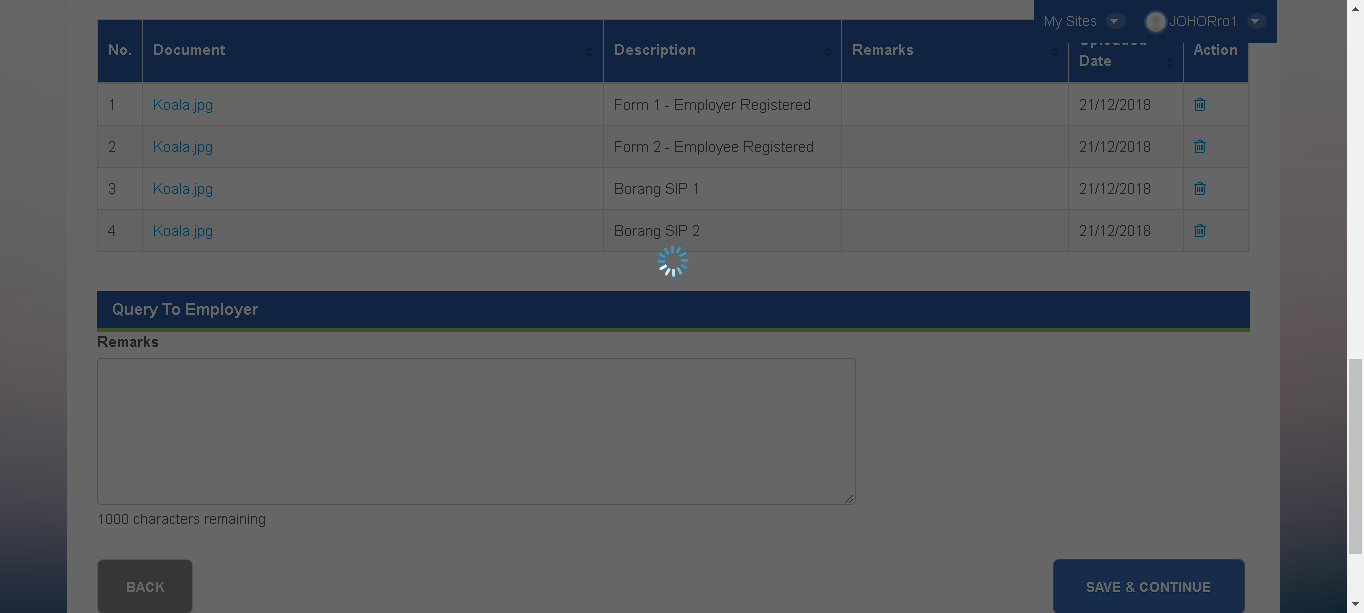 My Sites JOHORro1
No. Document Description Remarks Uploaded Date Action
1 Koala.jpg Form 1 - Employer Registered 21/12/2018
2 Koala.jpg Form 2 - Employee Registered 21/12/2018
3 Koala.jpg Borang SIP 1 21/12/2018
4 Koala.jpg Borang SIP 2 21/12/2018
Query To Employer
Remarks
1000 characters remaining
BACK SAVE & CONTINUE